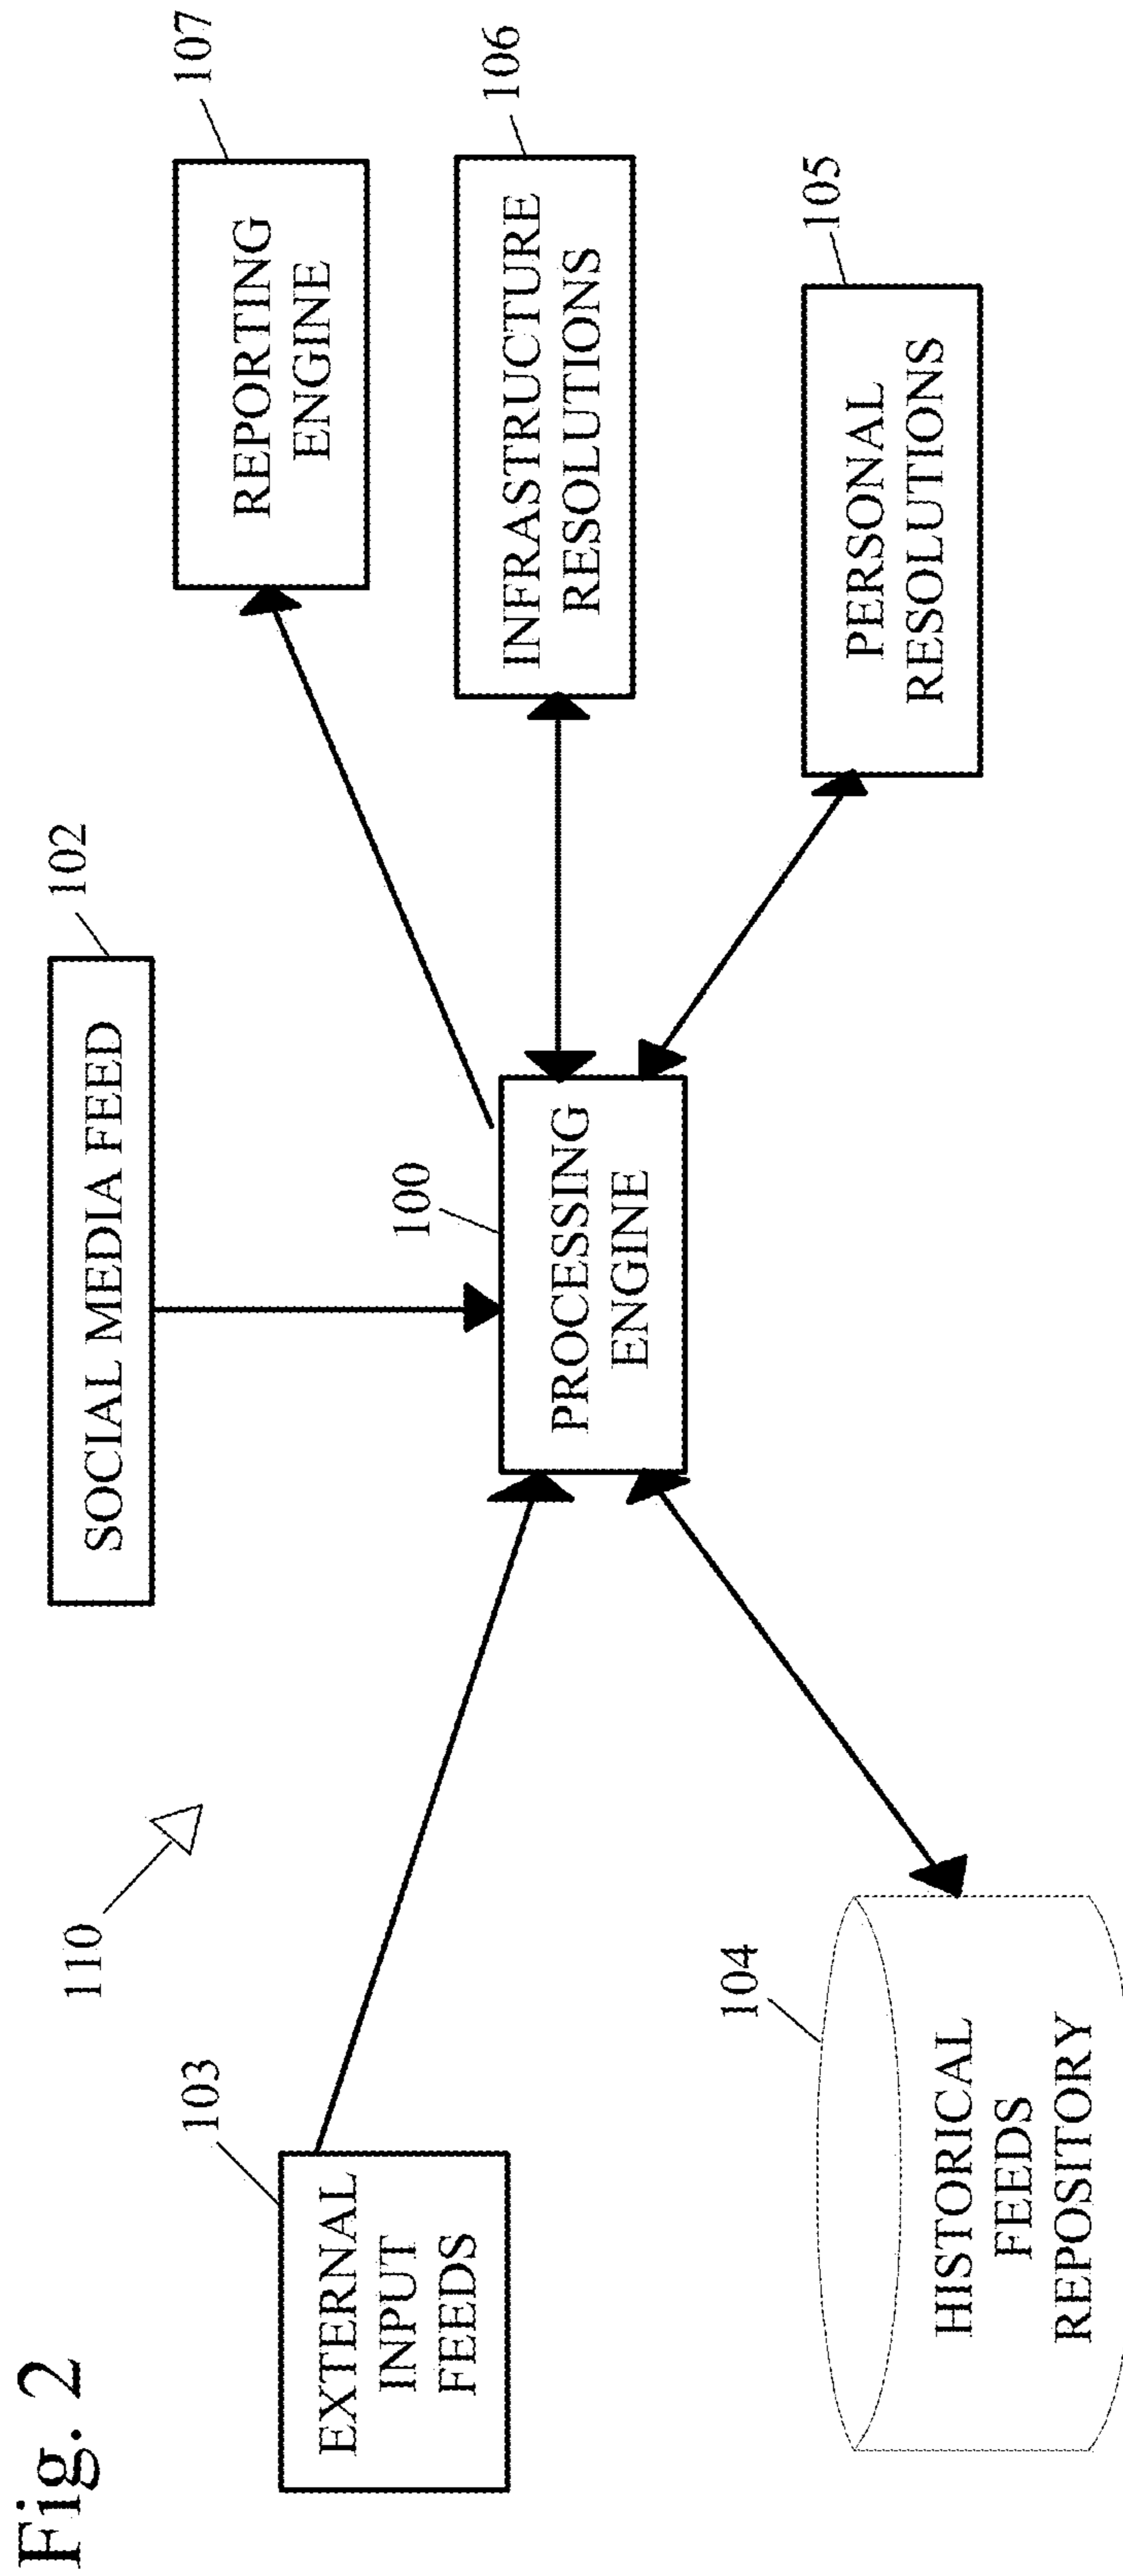 Fig. 2
110
SOCIAL MEDIA FEED
102
107
REPORTING
ENGINE
103
EXTERNAL
INPUT
FEEDS
100
PROCESSING
ENGINE
106
INFRASTRUCTURE
RESOLUTIONS
104
HISTORICAL
FEEDS
REPOSITORY
105
PERSONAL
RESOLUTIONS